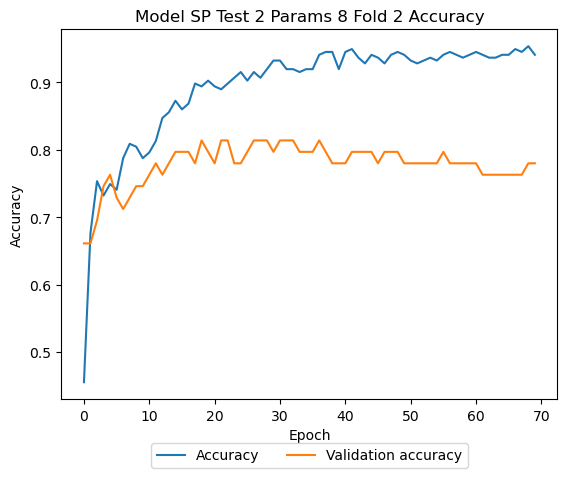 Model SP Test 2 Params 8 Fold 2 Accuracy
Accuracy
0.9
0.8
0.7
0.6
0.5
0 10 20 30 40 50 60 70
Epoch
Accuracy Validation accuracy